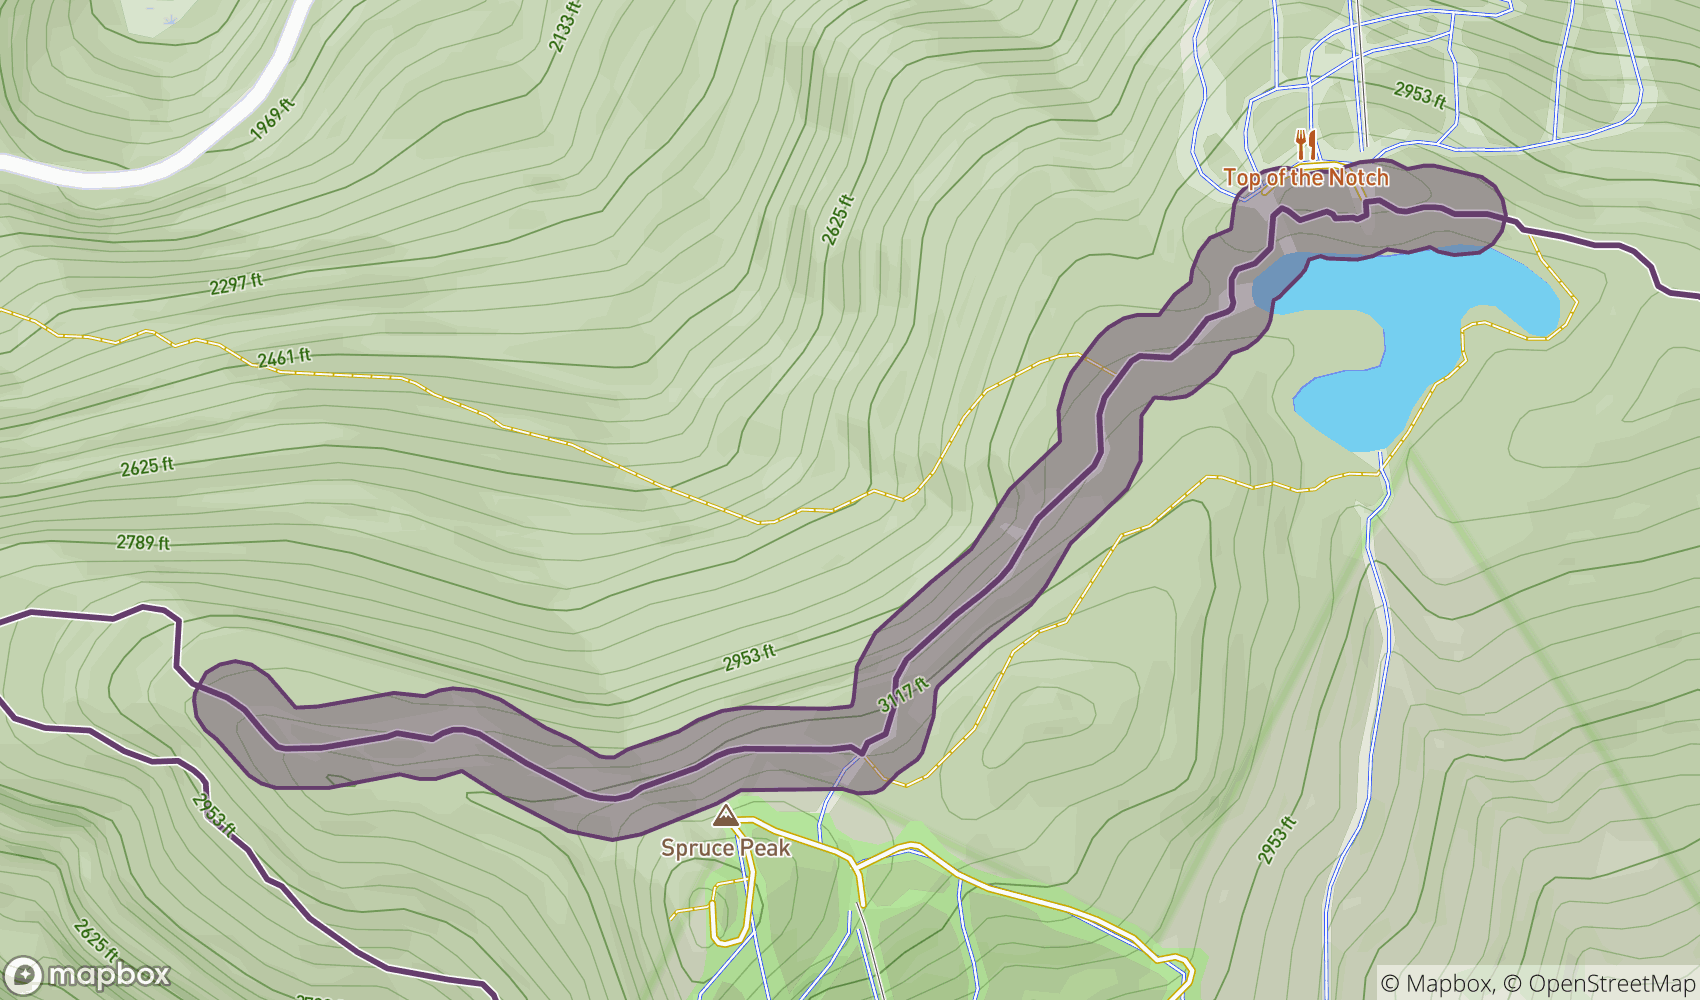 2133 ft
2953 ft
1969 ft
Top of the Notch
2625 ft
2297 ft
2461 ft
2625 ft
2789 ft
2953 ft
3117 ft
2953 ft
Spruce Peak
2953 ft
2625 ft
mapbox
© Mapbox, © OpenStreetMap